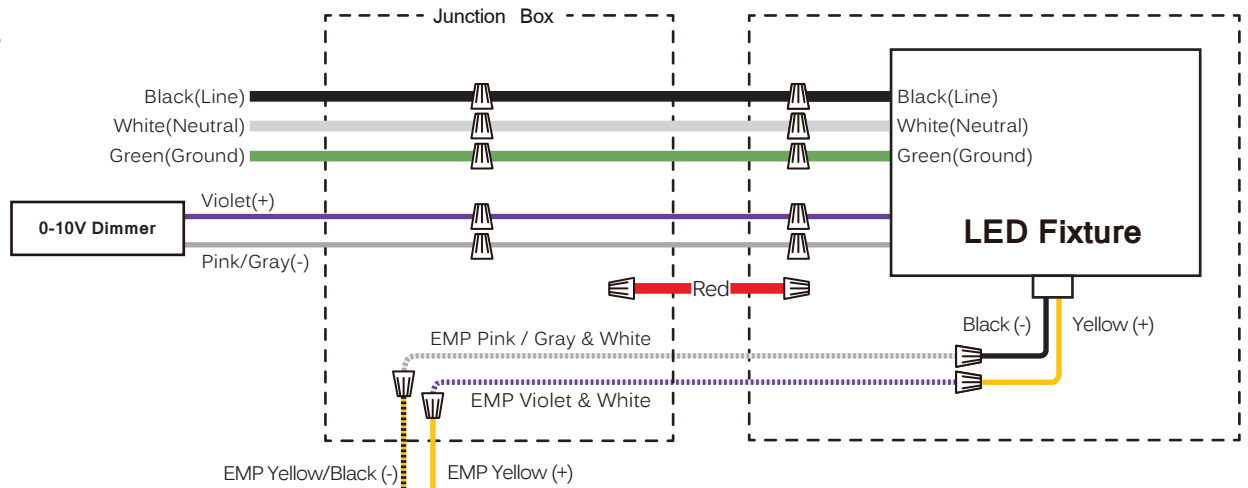 Junction Box
Black(Line)
Black(Line)
White(Neutral)
White(Neutral)
Green(Ground)
Green(Ground)
Violet(+)
0-10V Dimmer
LED Fixture
Pink/Gray(-)
Red
Black (-)
Yellow (+)
EMP Pink / Gray & White
EMP Violet & White
EMP Yellow/Black (-)
EMP Yellow (+)